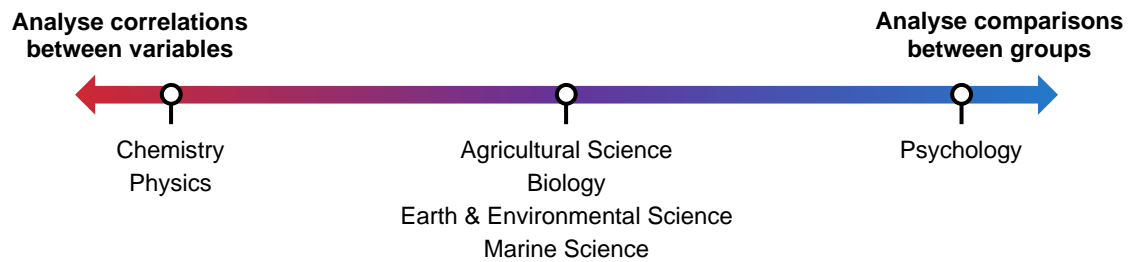 Analyse correlations
between variables
Analyse comparisons
between groups
Chemistry
Physics
Agricultural Science
Biology
Earth & Environmental Science
Marine Science
Psychology